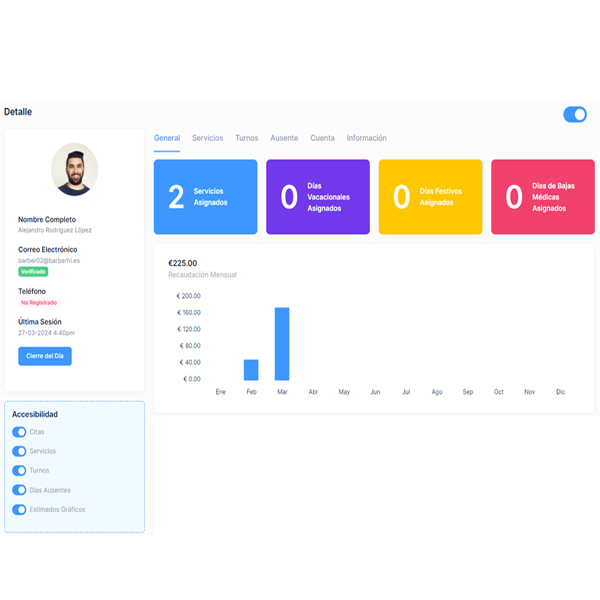 Detalle
Nombre Completo
Alejandro Rodríguez López
Correo Electrónico
barber02@barberhi.es
Verificado
Teléfono
No Registrado
Última Sesión
27-03-2024 4:40pm
Cierre del Día
Accesibilidad
Citas
Servicios
Turnos
Días Ausentes
Estimados Gráficos
General Servicios Turnos Ausente Cuenta Información
2
Servicios
Asignados
0
Días
Vacacionales
Asignados
0
Días Festivos
Asignados
0
Días de Bajas
Médicas
Asignados
€225.00
Recaudación Mensual
€ 200.00
€ 160.00
€ 120.00
€ 80.00
€ 40.00
€ 0.00
Ene Feb Mar Abr May Jun Jul Ago Sep Oct Nov Dic